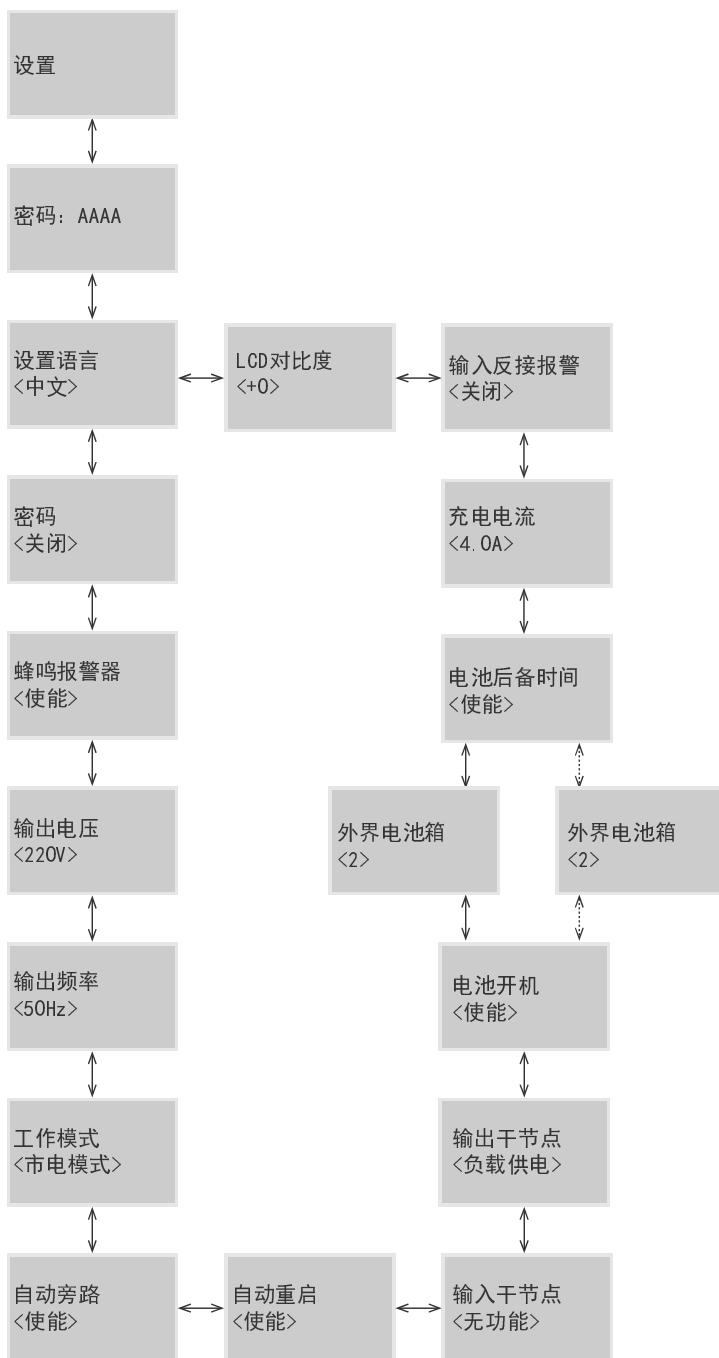 设置
密码: AAAA
设置语言
<中文>
LCD对比度
<+0>
输入反接报警
<关闭>
密码
<关闭>
充电电流
<4.0A>
蜂鸣报警器
<使能>
电池后备时间
<使能>
输出电压
<220V>
外界电池箱
<2>
外界电池箱
<2>
输出频率
<50Hz>
电池开机
<使能>
工作模式
<市电模式>
输出干节点
<负载供电>
自动旁路
<使能>
自动重启
<使能>
输入干节点
<无功能>